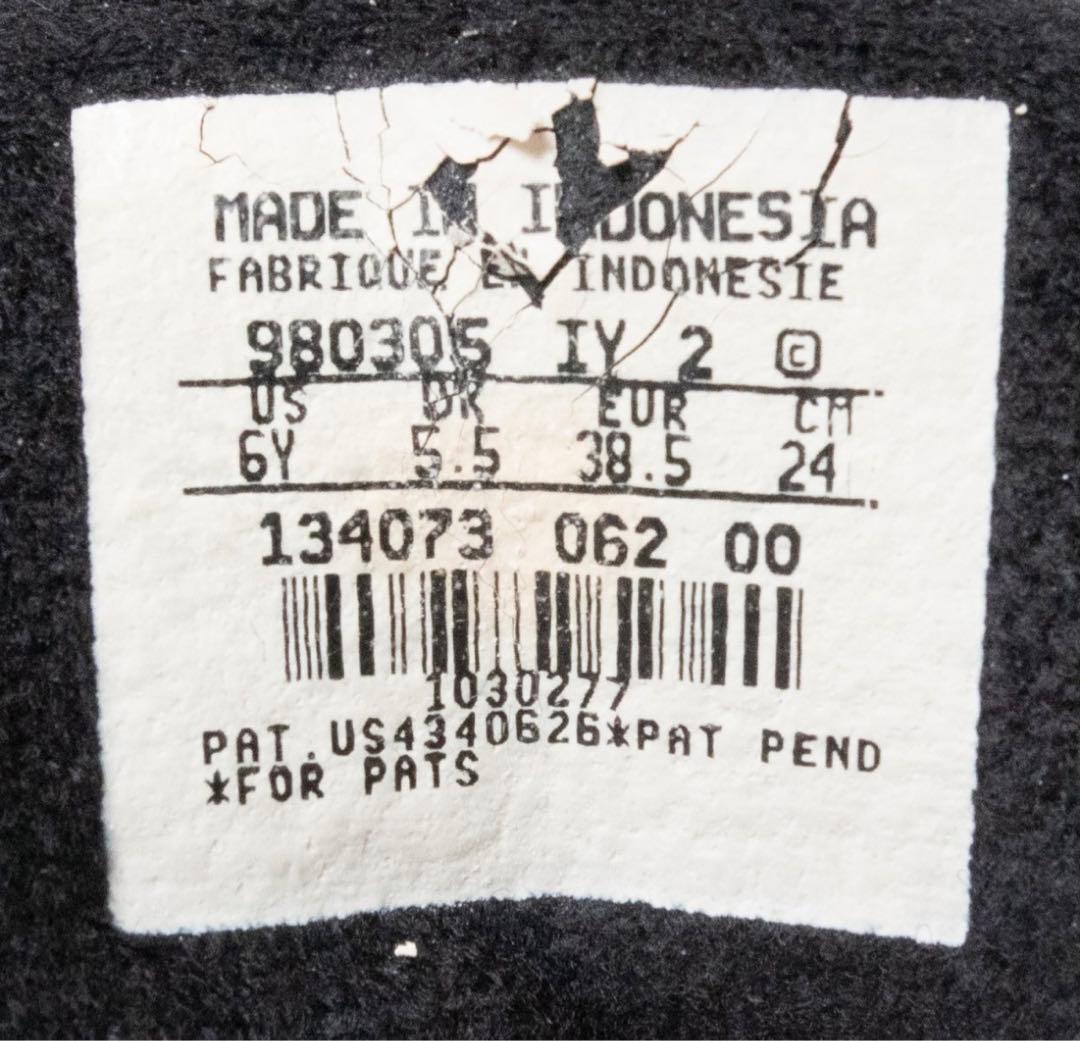 MADE IN INDONESIA
FABRIQUE EN INDONESIE
980305 IY 2 ©
US UK EUR CM
6Y 5.5 38.5 24
134073 062 00
1030277
PAT.US4340626*PAT PEND
*FOR PATS